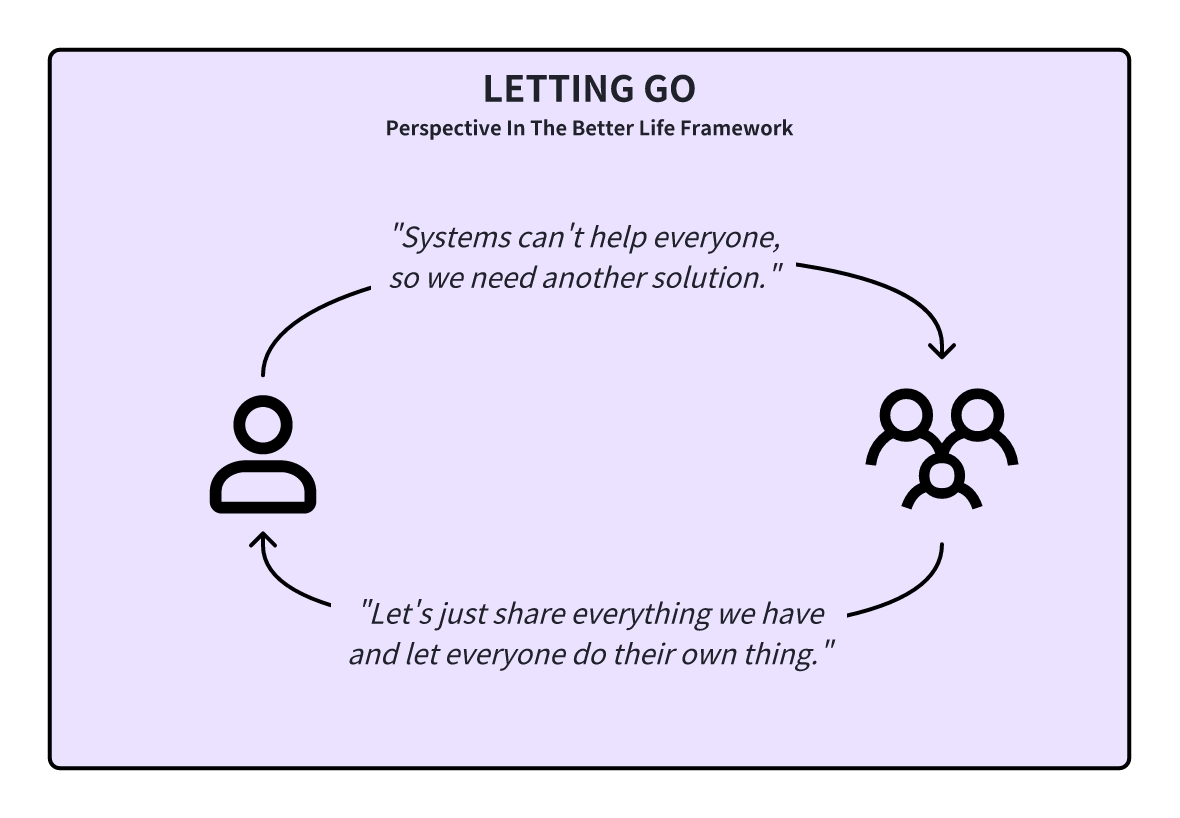 LETTING GO
Perspective In The Better Life Framework
"Systems can't help everyone,
so we need another solution."
"Let's just share everything we have
and let everyone do their own thing."